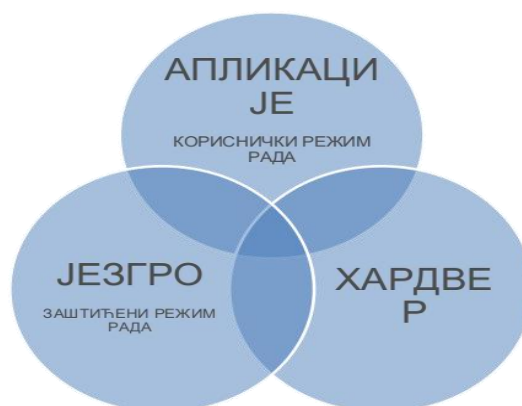 АПЛИКАЦИ
ЈЕ
КОРИСНИЧКИ РЕЖИМ
РАДА
ЈЕЗГРО
ЗАШТИЋЕНИ РЕЖИМ
РАДА
ХАРДВЕ
Р